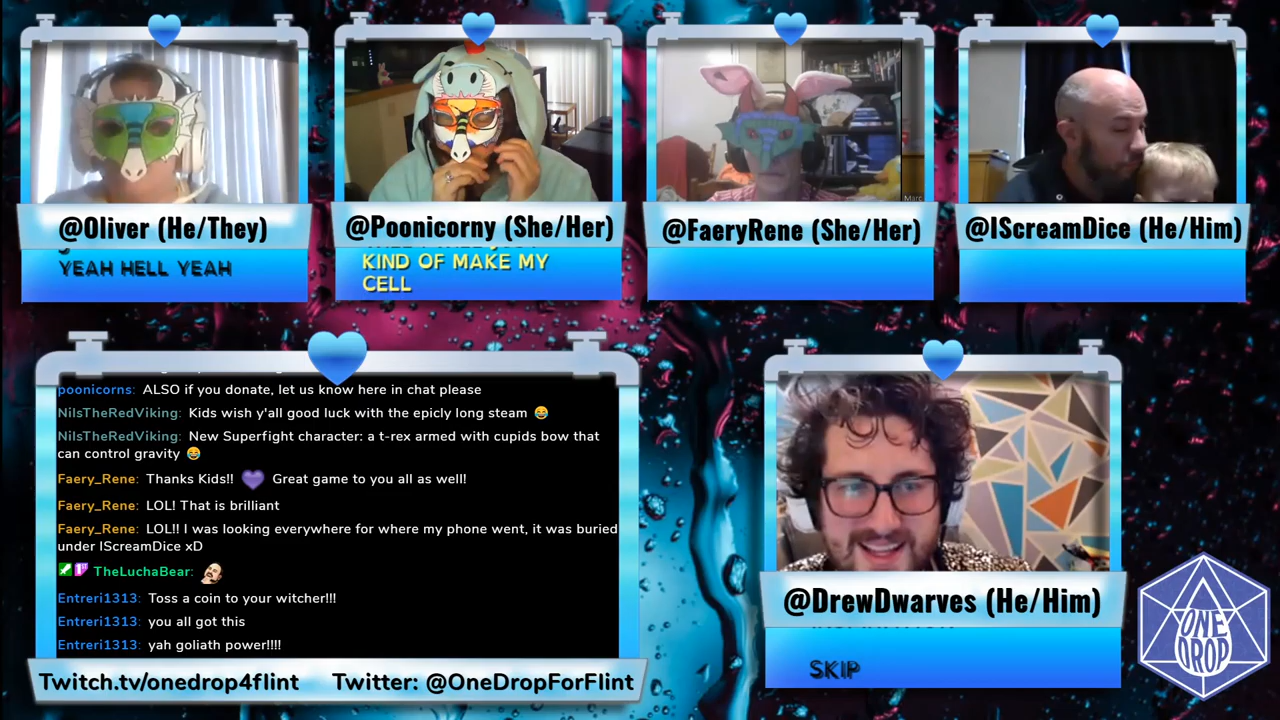 @Oliver (He/They)
@Poonicorny (She/Her)
@FaeryRene (She/Her)
@IScreamDice (He/Him)
YEAH HELL YEAH
KIND OF MAKE MY
CELL
poonicorns: ALSO if you donate, let us know here in chat please
NilsTheRedViking: Kids wish y'all good luck with the epicly long steam 😂
NilsTheRedViking: New Superfight character: a t-rex armed with cupids bow that
can control gravity 😂
Faery_Rene: Thanks Kids!! 💜 Great game to you all as well!
Faery_Rene: LOL! That is brilliant
Faery_Rene: LOL!! I was looking everywhere for where my phone went, it was buried
under IScreamDice xD
TheLuchaBear:
Entreri1313: Toss a coin to your witcher!!!
Entreri1313: you all got this
Entreri1313: yah goliath power!!!!
Twitch.tv/onedrop4flint Twitter: @OneDropForFlint
@DrewDwarves (He/Him)
SKIP
ONE
DROP